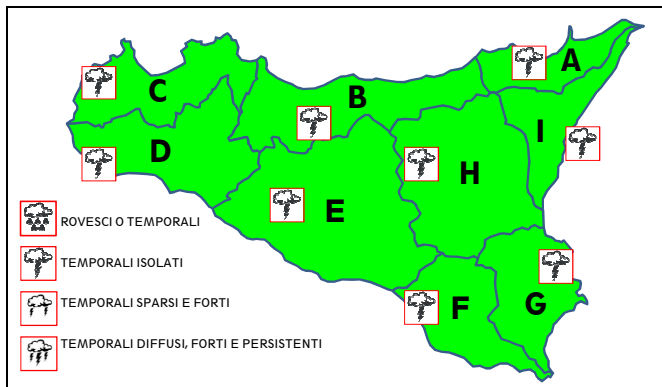 A
B
C
I
D
H
E
ROVESCI O TEMPORALI
TEMPORALI ISOLATI
F
G
TEMPORALI SPARSI E FORTI
TEMPORALI DIFFUSI, FORTI E PERSISTENTI